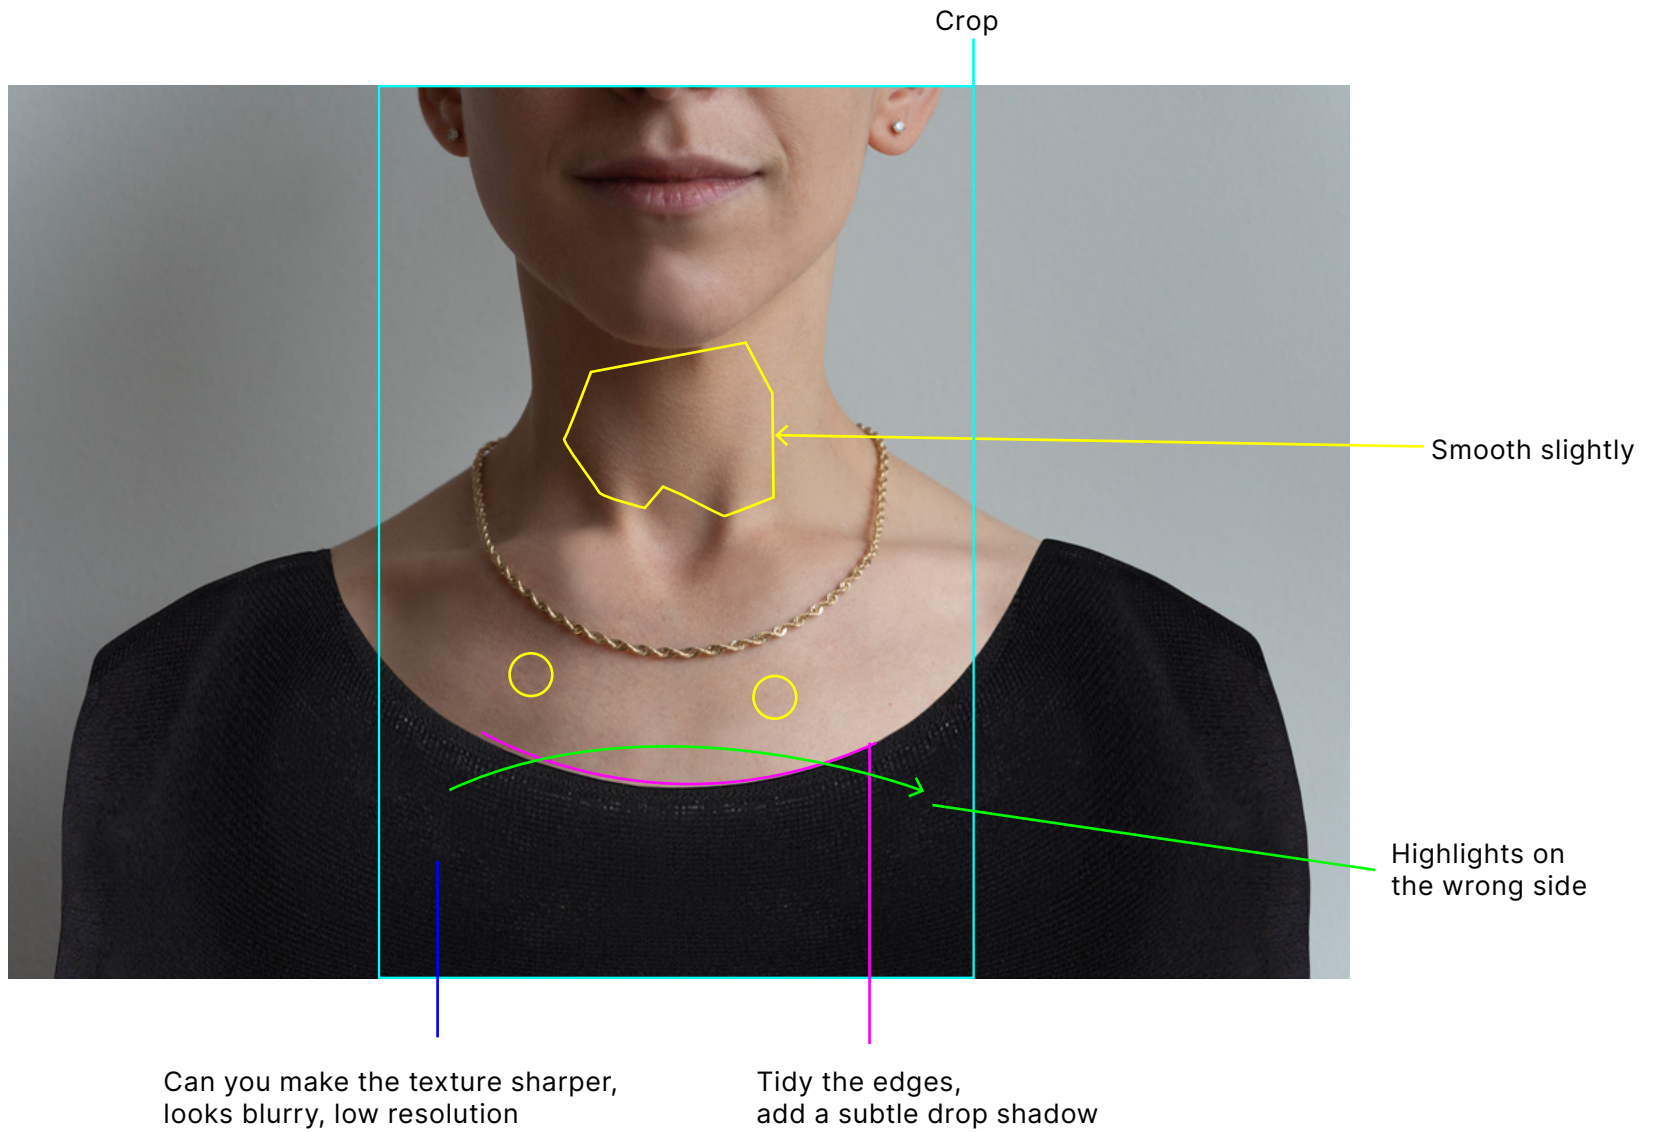 Crop
Smooth slightly
Highlights on
the wrong side
Can you make the texture sharper,
looks blurry, low resolution
Tidy the edges,
add a subtle drop shadow